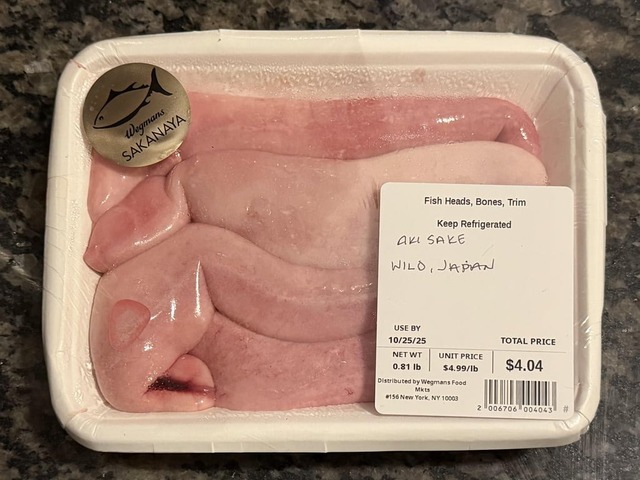 Wegmans
SAKANAYA
Fish Heads, Bones, Trim
Keep Refrigerated
AKI SAKE
WILD, JAPAN
USE BY
10/25/25
TOTAL PRICE
NET WT
0.81 lb
UNIT PRICE
$4.99/lb
$4.04
Distributed by Wegmans Food
Mkts
#156 New York, NY 10003
2 006706 004043 #